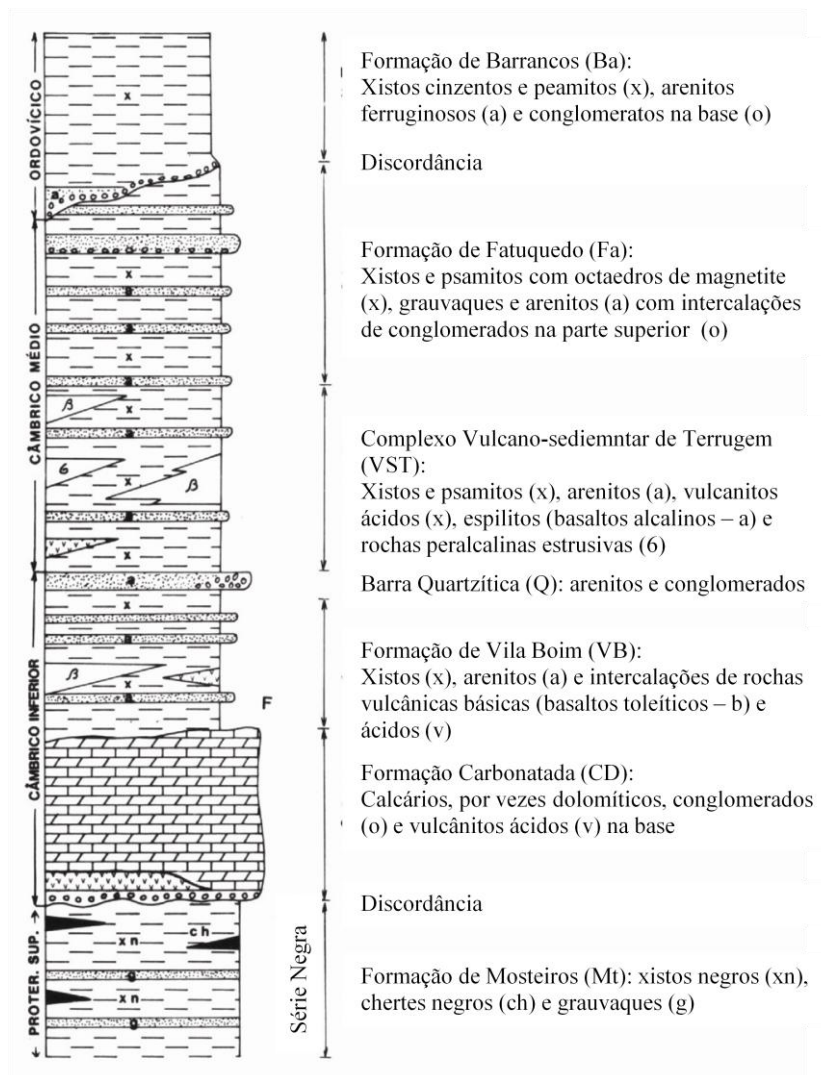 Formação de Barrancos (Ba):
Xistos cinzentos e peamitos (x), arenitos
ferruginosos (a) e conglomeratos na base (o)
Discordância
Formação de Fatuquedo (Fa):
Xistos e psamitos com octaedros de magnetite
(x), grauvaques e arenitos (a) com intercalações
de conglomerados na parte superior (o)
Complexo Vulcano-sediemntar de Terrugem
(VST):
Xistos e psamitos (x), arenitos (a), vulcanitos
ácidos (x), espilitos (basaltos alcalinos – a) e
rochas peralcalinas estrusivas (6)
Barra Quartzítica (Q): arenitos e conglomerados
Formação de Vila Boim (VB):
Xistos (x), arenitos (a) e intercalações de rochas
vulcânicas básicas (basaltos toleíticos – b) e
ácidos (v)
Formação Carbonatada (CD):
Calcários, por vezes dolomíticos, conglomerados
(o) e vulcânitos ácidos (v) na base
Discordância
Formação de Mosteiros (Mt): xistos negros (xn),
chertes negros (ch) e grauvaques (g)
Série Negra
ORDOVÍCICO
CÂMBRICO MÉDIO
CÂMBRICO INFERIOR
PROTER. SUP.
x
a
x
a
a
x
a
β
x
a
6
x
β
a
x
a
x
a
β
x
a
F
ch
xn
g
xn
g